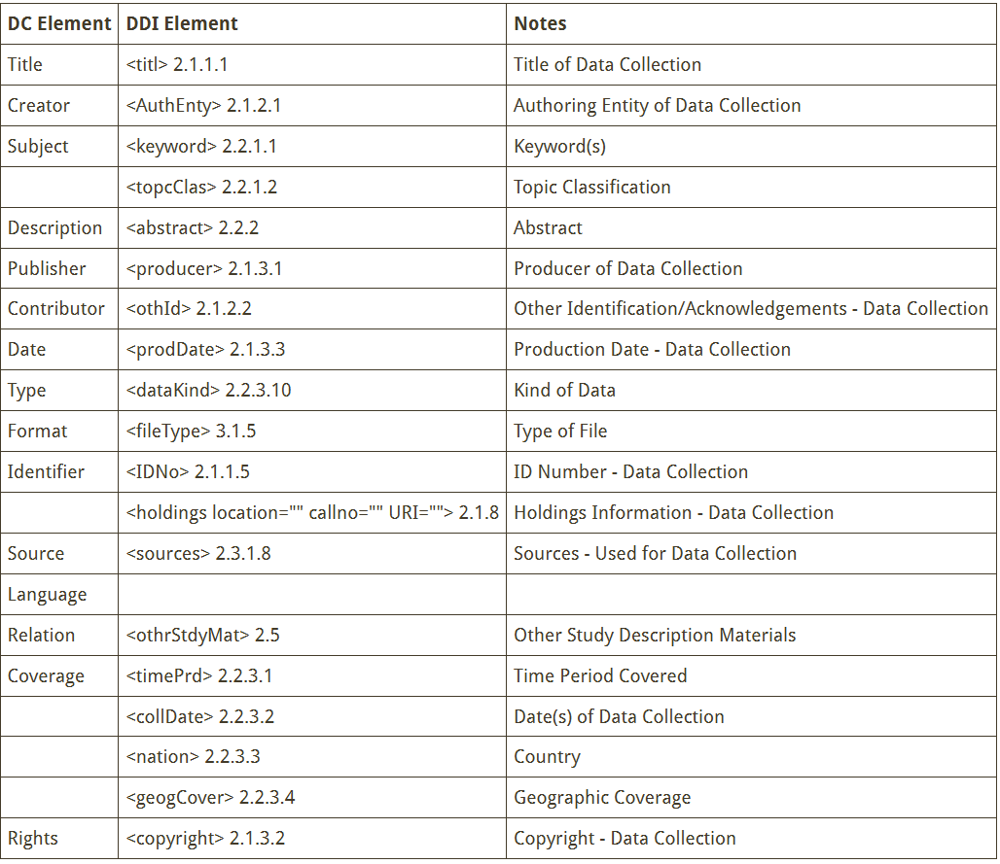 DC Element DDI Element Notes
Title <titl> 2.1.1.1 Title of Data Collection
Creator <AuthEnty> 2.1.2.1 Authoring Entity of Data Collection
Subject <keyword> 2.2.1.1 Keyword(s)
<topcClas> 2.2.1.2 Topic Classification
Description <abstract> 2.2.2 Abstract
Publisher <producer> 2.1.3.1 Producer of Data Collection
Contributor <othId> 2.1.2.2 Other Identification/Acknowledgements - Data Collection
Date <prodDate> 2.1.3.3 Production Date - Data Collection
Type <dataKind> 2.2.3.10 Kind of Data
Format <fileType> 3.1.5 Type of File
Identifier <IDNo> 2.1.1.5 ID Number - Data Collection
<holdings location="" callno="" URI=""> 2.1.8 Holdings Information - Data Collection
Source <sources> 2.3.1.8 Sources - Used for Data Collection
Language
Relation <othrStdyMat> 2.5 Other Study Description Materials
Coverage <timePrd> 2.2.3.1 Time Period Covered
<collDate> 2.2.3.2 Date(s) of Data Collection
<nation> 2.2.3.3 Country
<geogCover> 2.2.3.4 Geographic Coverage
Rights <copyright> 2.1.3.2 Copyright - Data Collection